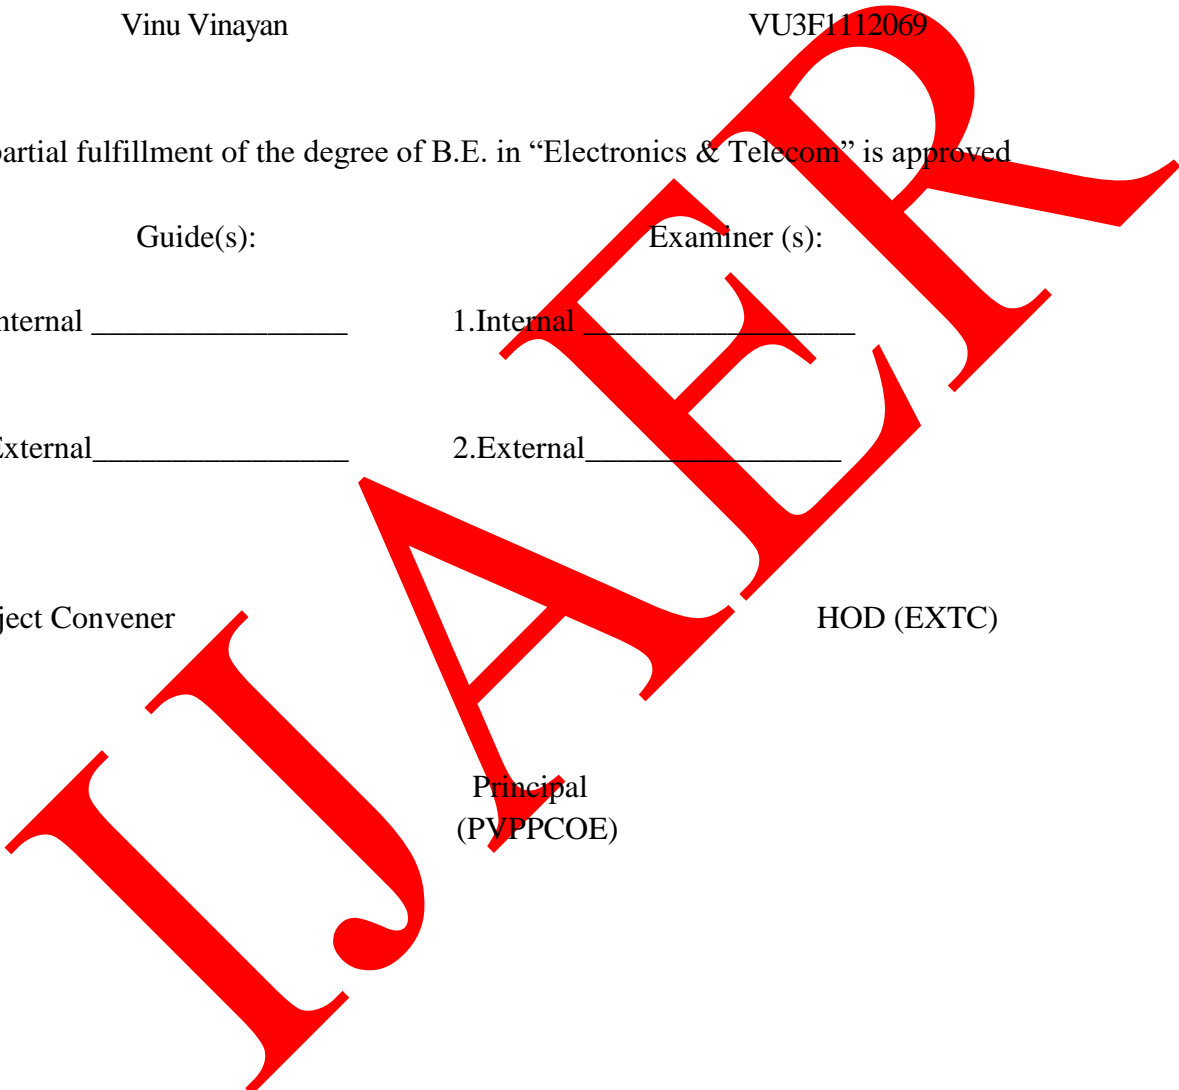 Vinu Vinayan VU3F1112069
partial fulfillment of the degree of B.E. in “Electronics & Telecom” is approved
Guide(s): Examiner (s):
nternal ________________ 1.Internal _________________
External________________ 2.External________________
ject Convener HOD (EXTC)
Principal
(PVPPCOE)
IJAER